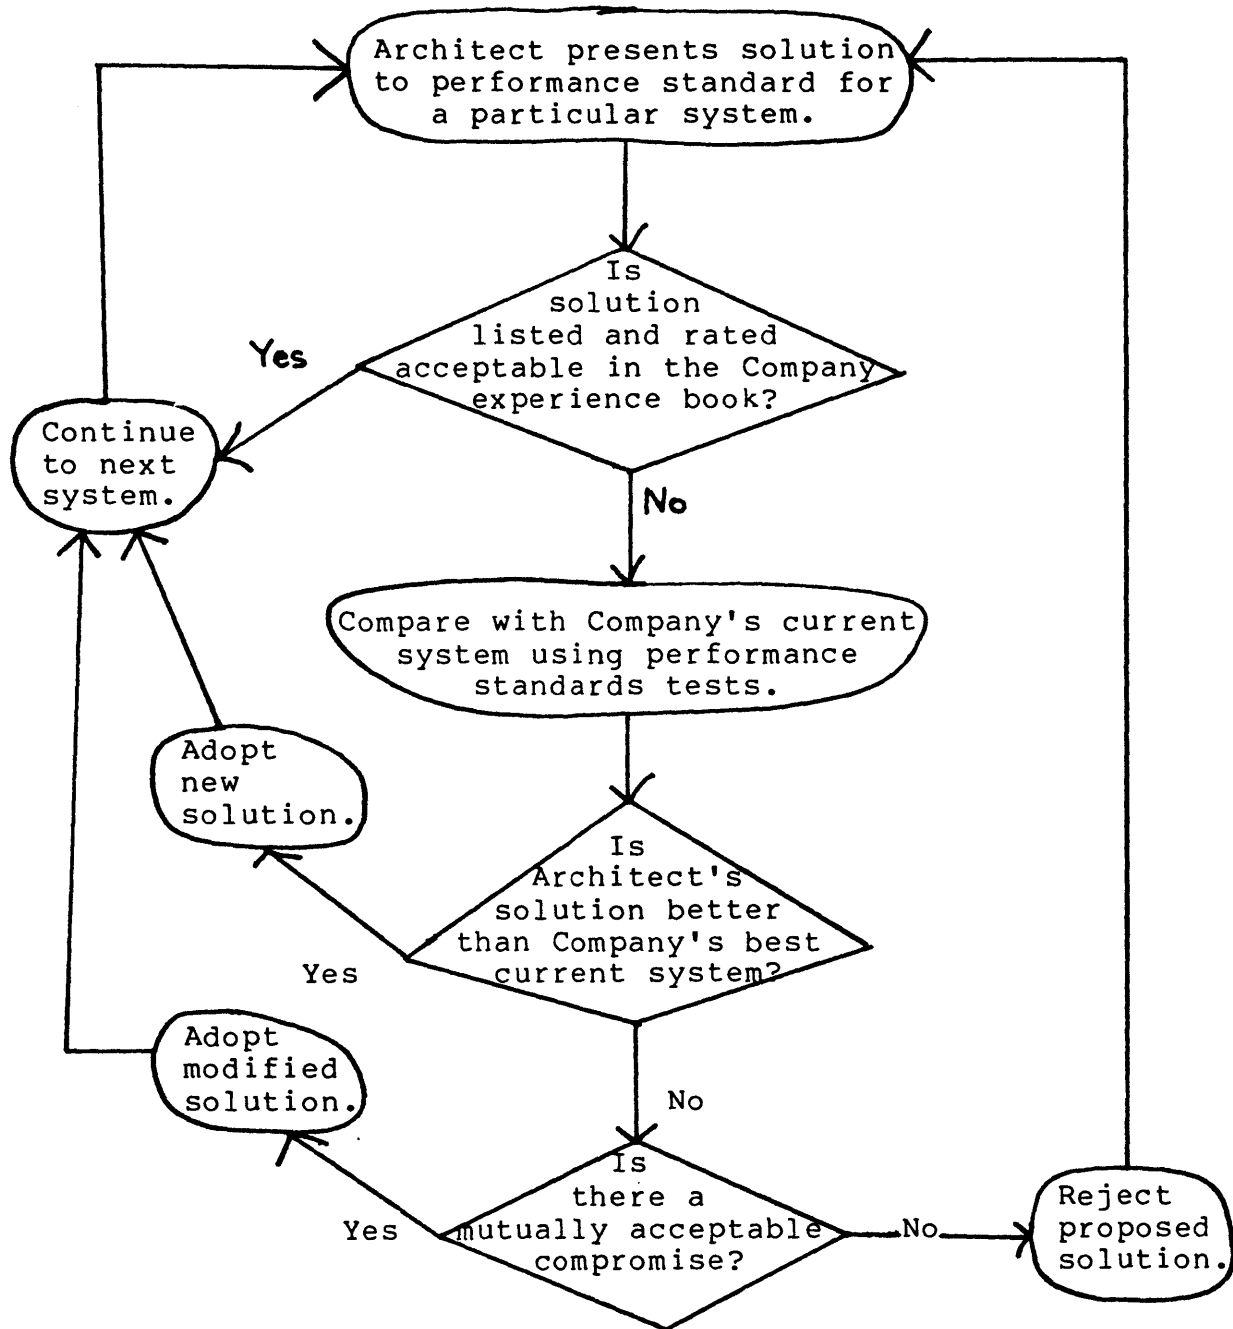 Architect presents solution
to performance standard for
a particular system.
Is
solution
listed and rated
acceptable in the Company
experience book?
Yes
Continue
to next
system.
No
Compare with Company's current
system using performance
standards tests.
Adopt
new
solution.
Is
Architect's
solution better
than Company's best
current system?
Yes
Adopt
modified
solution.
No
Is
there a
mutually acceptable
compromise?
Yes
No
Reject
proposed
solution.